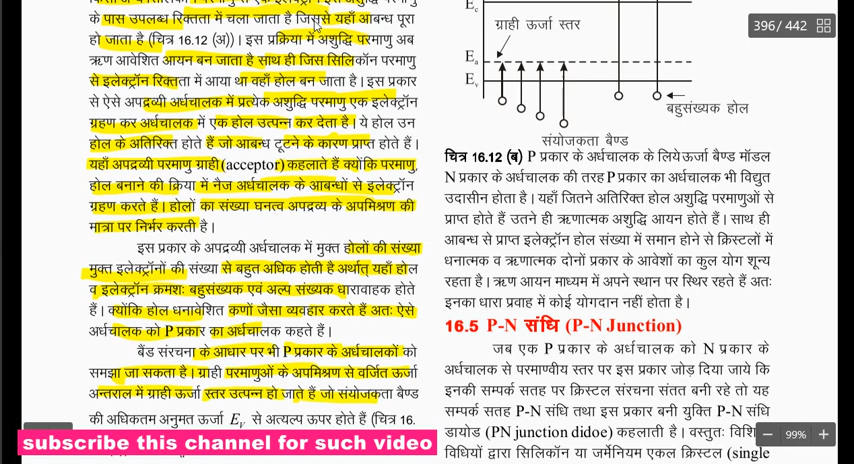 के पास उपलब्ध रिक्तता में चला जाता है जिससे यहाँ आबन्ध पूरा
हो जाता है (चित्र 16.12 (अ))। इस प्रक्रिया में अशुद्धि परमाणु अब
ऋण आवेशित आयन बन जाता है साथ ही जिस सिलिकॉन परमाणु
से इलेक्ट्रॉन रिक्तता में आया था वहाँ होल बन जाता है। इस प्रकार
से ऐसे अपद्रव्यी अर्धचालक में प्रत्येक अशुद्धि परमाणु एक इलेक्ट्रॉन
ग्रहण कर अर्धचालक में एक होल उत्पन्न कर देता है। ये होल उन
होल के अतिरिक्त होते हैं जो आबन्ध टूटने के कारण प्राप्त होते हैं।
यहाँ अपद्रव्यी परमाणु ग्राही (acceptor) कहलाते हैं क्योंकि परमाणु,
होल बनाने की क्रिया में नैज अर्धचालक के आबन्धों से इलेक्ट्रॉन
ग्रहण करते हैं। होलों का संख्या घनत्व अपद्रव्य के अपमिश्रण की
मात्रा पर निर्भर करती है।
इस प्रकार के अपद्रव्यी अर्धचालक में मुक्त होलों की संख्या
मुक्त इलेक्ट्रॉनों की संख्या से बहुत अधिक होती है अर्थात् यहाँ होल
व इलेक्ट्रॉन क्रमशः बहुसंख्यक एवं अल्प संख्यक धारावाहक होते
हैं। क्योंकि होल धनावेशित कणों जैसा व्यवहार करते हैं अतः ऐसे
अर्धचालक को P प्रकार का अर्धचालक कहते हैं।
बैंड संरचना के आधार पर भी P प्रकार के अर्धचालकों को
समझा जा सकता है। ग्राही परमाणुओं के अपमिश्रण से वर्जित ऊर्जा
अन्तराल में ग्राही ऊर्जा स्तर उत्पन्न हो जाते हैं जो संयोजकता बैण्ड
की अधिकतम अनुमत ऊर्जा E_V से अत्यल्प ऊपर होते हैं (चित्र 16.
subscribe this channel for such video
E_c
ग्राही ऊर्जा स्तर
E_a
E_v
बहुसंख्यक होल
संयोजकता बैण्ड
चित्र 16.12 (ब) P प्रकार के अर्धचालक के लिये ऊर्जा बैण्ड मॉडल
N प्रकार के अर्धचालक की तरह P प्रकार का अर्धचालक भी विद्युत
उदासीन होता है। यहाँ जितने अतिरिक्त होल अशुद्धि परमाणुओं से
प्राप्त होते हैं उतने ही ऋणात्मक अशुद्धि आयन होते हैं। साथ ही
आबन्ध से प्राप्त इलेक्ट्रॉन होल संख्या में समान होने से क्रिस्टलों में
धनात्मक व ऋणात्मक दोनों प्रकार के आवेशों का कुल योग शून्य
रहता है। ऋण आयन माध्यम में अपने स्थान पर स्थिर रहते हैं अतः
इनका धारा प्रवाह में कोई योगदान नहीं होता है।
16.5 P-N संधि (P-N Junction)
जब एक P प्रकार के अर्धचालक को N प्रकार के
अर्धचालक से परमाण्वीय स्तर पर इस प्रकार जोड़ दिया जाये कि
इनकी सम्पर्क सतह पर क्रिस्टल संरचना संतत बनी रहे तो यह
सम्पर्क सतह P-N संधि तथा इस प्रकार बनी युक्ति P-N संधि
डायोड (PN junction didoe) कहलाती है। वस्तुतः
विधियों द्वारा सिलिकॉन या जर्मेनियम एकल क्रिस्टल (single
396 / 442
99%